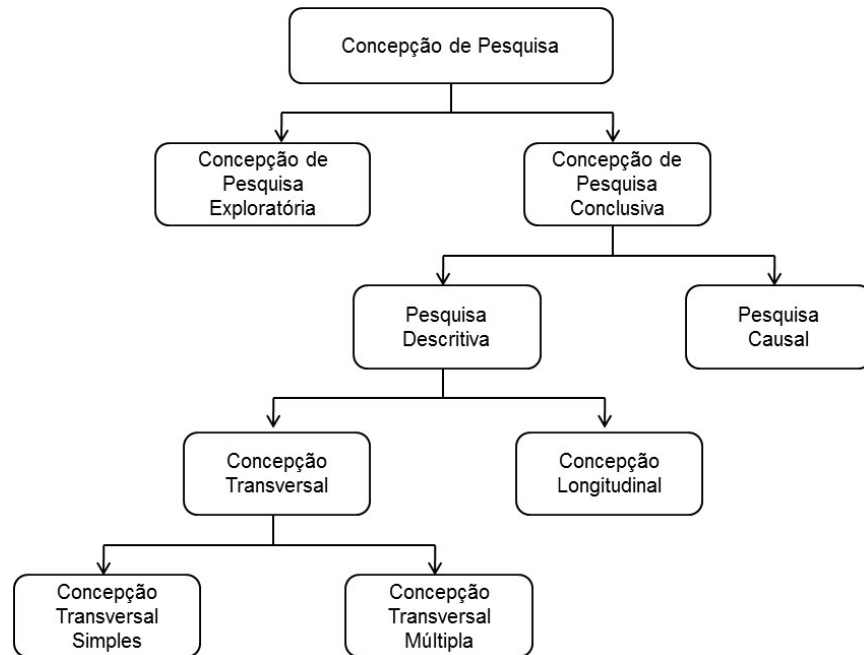 Concepção de Pesquisa
Concepção de
Pesquisa
Exploratória
Concepção de
Pesquisa
Conclusiva
Pesquisa
Descritiva
Pesquisa
Causal
Concepção
Transversal
Concepção
Longitudinal
Concepção
Transversal
Simples
Concepção
Transversal
Múltipla